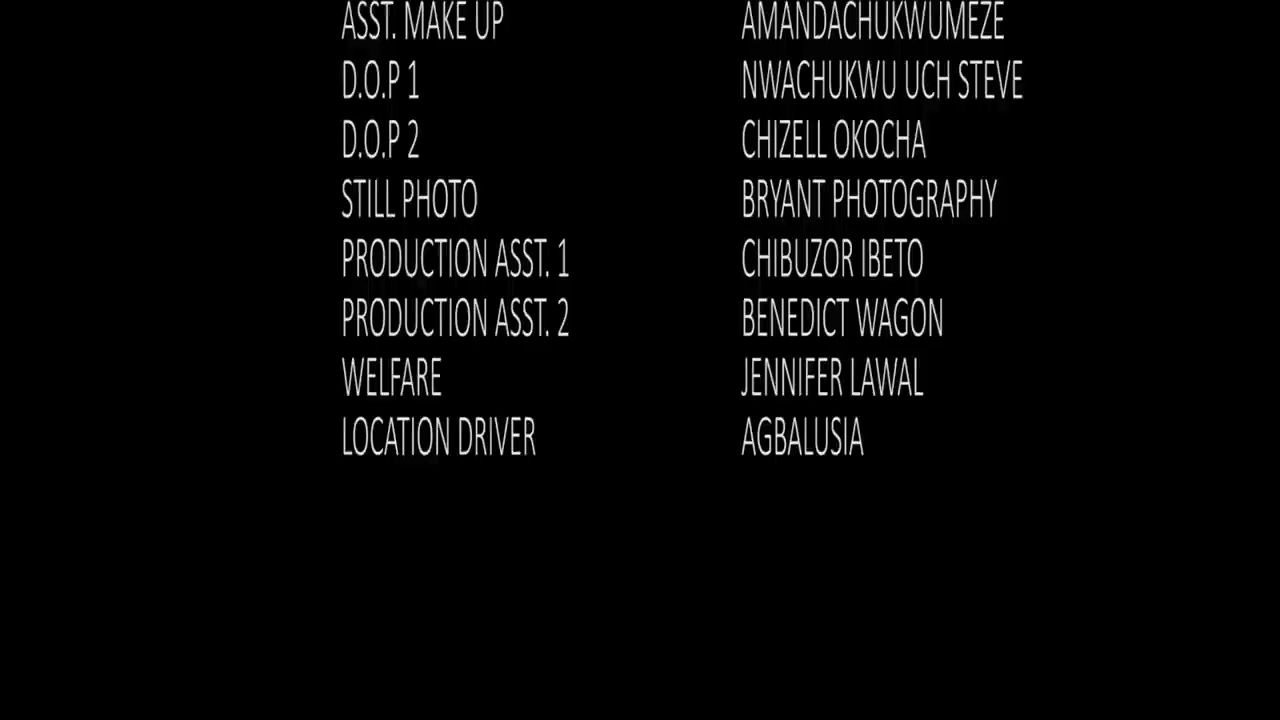 ASST. MAKE UP AMANDACHUKWUMEZE
D.O.P 1 NWACHUKWU UCH STEVE
D.O.P 2 CHIZELL OKOCHA
STILL PHOTO BRYANT PHOTOGRAPHY
PRODUCTION ASST. 1 CHIBUZOR IBETO
PRODUCTION ASST. 2 BENEDICT WAGON
WELFARE JENNIFER LAWAL
LOCATION DRIVER AGBALUSIA